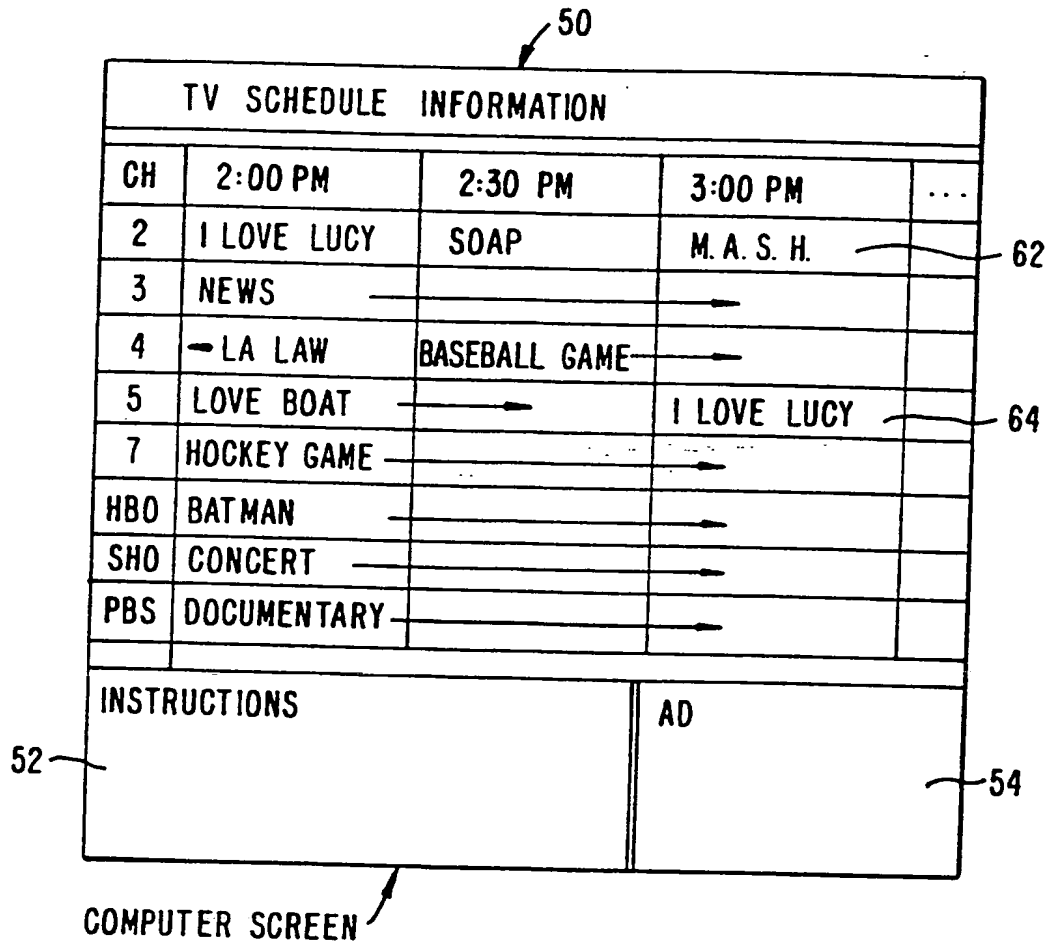 50
TV SCHEDULE INFORMATION
CH 2:00 PM 2:30 PM 3:00 PM ...
2 I LOVE LUCY SOAP M.A.S.H. 62
3 NEWS
4 LA LAW BASEBALL GAME
5 LOVE BOAT I LOVE LUCY 64
7 HOCKEY GAME
HBO BATMAN
SHO CONCERT
PBS DOCUMENTARY
INSTRUCTIONS AD
52 54
COMPUTER SCREEN